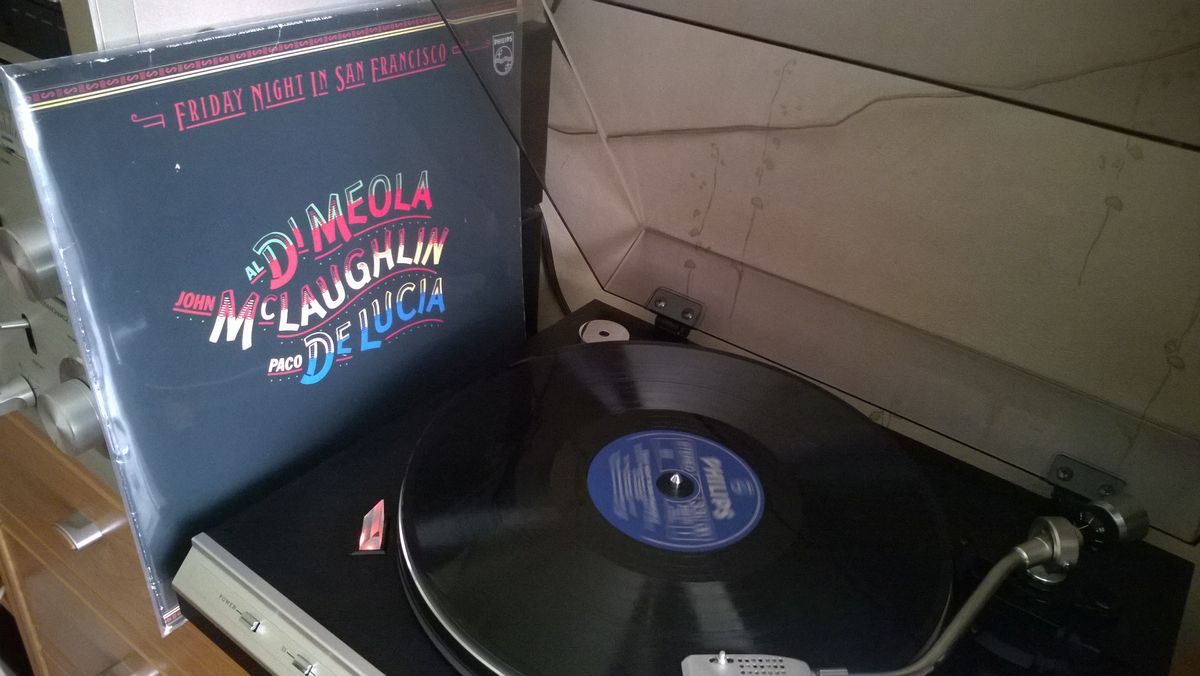 FRIDAY NIGHT IN SAN FRANCISCO
PHILIPS
AL DI MEOLA
JOHN MCLAUGHLIN
PACO DE LUCIA
PHILIPS
POWER